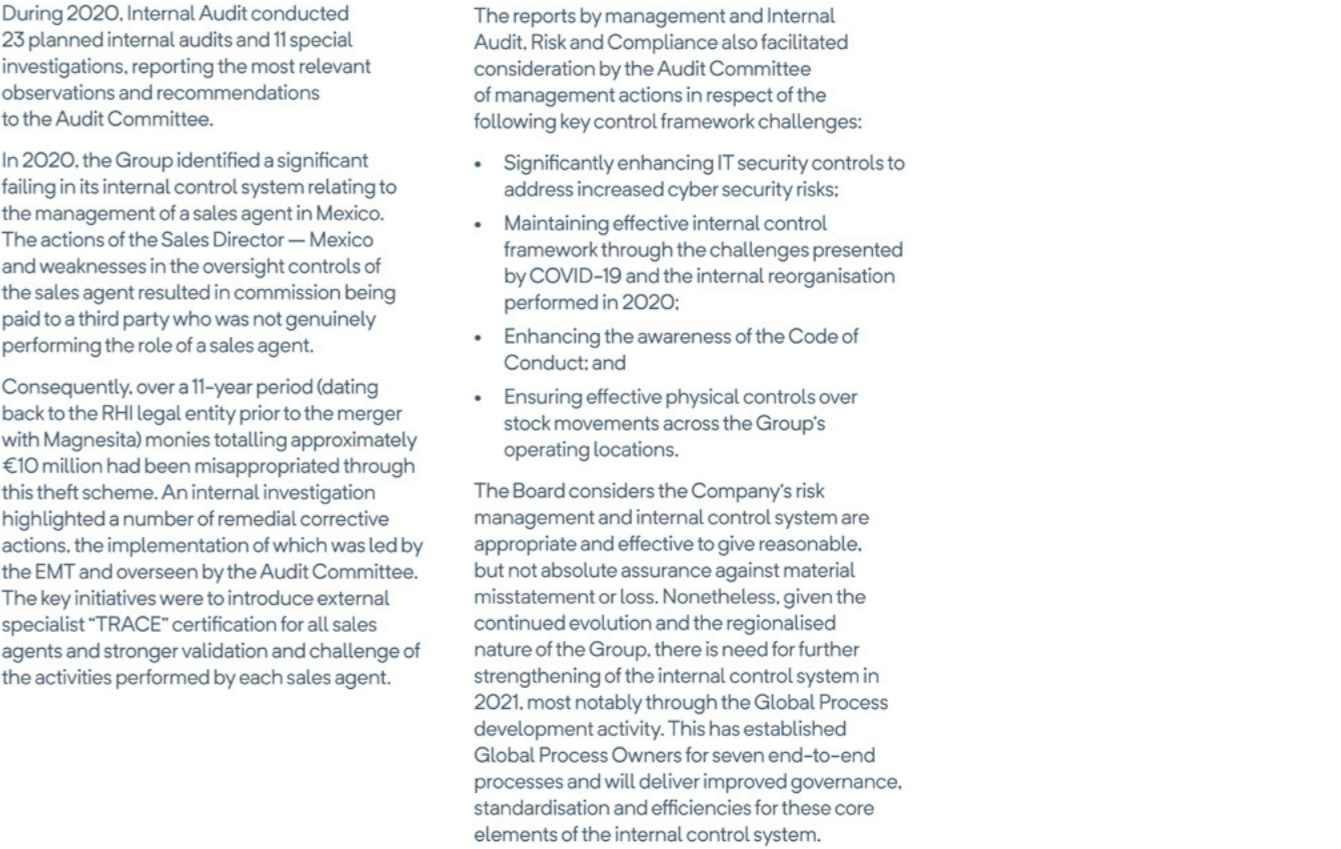 During 2020, Internal Audit conducted
23 planned internal audits and 11 special
investigations, reporting the most relevant
observations and recommendations
to the Audit Committee.
In 2020, the Group identified a significant
failing in its internal control system relating to
the management of a sales agent in Mexico.
The actions of the Sales Director — Mexico
and weaknesses in the oversight controls of
the sales agent resulted in commission being
paid to a third party who was not genuinely
performing the role of a sales agent.
Consequently, over a 11-year period (dating
back to the RHI legal entity prior to the merger
with Magnesita) monies totalling approximately
€10 million had been misappropriated through
this theft scheme. An internal investigation
highlighted a number of remedial corrective
actions, the implementation of which was led by
the EMT and overseen by the Audit Committee.
The key initiatives were to introduce external
specialist “TRACE” certification for all sales
agents and stronger validation and challenge of
the activities performed by each sales agent.
The reports by management and Internal
Audit, Risk and Compliance also facilitated
consideration by the Audit Committee
of management actions in respect of the
following key control framework challenges:
• Significantly enhancing IT security controls to
address increased cyber security risks;
• Maintaining effective internal control
framework through the challenges presented
by COVID-19 and the internal reorganisation
performed in 2020;
• Enhancing the awareness of the Code of
Conduct; and
• Ensuring effective physical controls over
stock movements across the Group’s
operating locations.
The Board considers the Company’s risk
management and internal control system are
appropriate and effective to give reasonable,
but not absolute assurance against material
misstatement or loss. Nonetheless, given the
continued evolution and the regionalised
nature of the Group, there is need for further
strengthening of the internal control system in
2021, most notably through the Global Process
development activity. This has established
Global Process Owners for seven end-to-end
processes and will deliver improved governance,
standardisation and efficiencies for these core
elements of the internal control system.